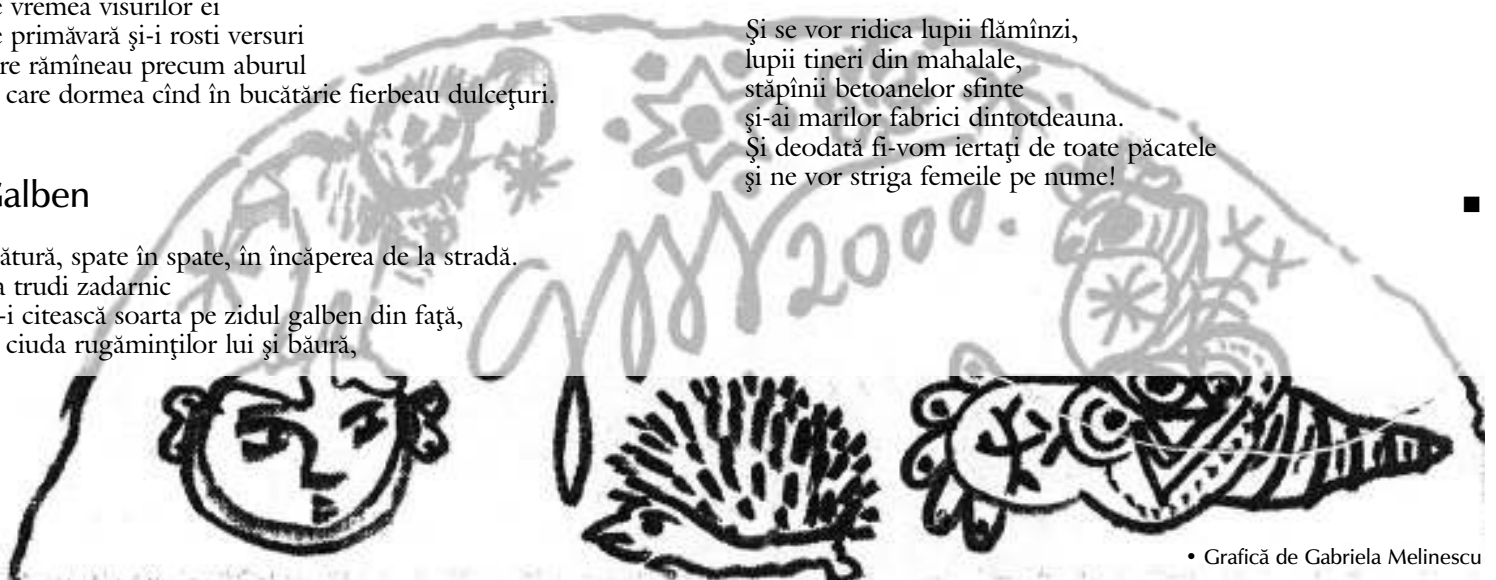 vremea visurilor ei
primăvară şi-i rosti versuri
rămîneau precum aburul
care dormea cînd în bucătărie fierbeau dulceţuri.
Galben
spate în spate, în încăperea de la stradă.
trudi zadarnic
citească soarta pe zidul galben din faţă,
ciuda rugăminţilor lui şi băură,
Şi se vor ridica lupii flămînzi,
lupii tineri din mahalale,
stăpînii betoanelor sfinte
şi-ai marilor fabrici dintotdeauna.
Şi deodată fi-vom iertaţi de toate păcatele
şi ne vor striga femeile pe nume!
2000.
• Grafică de Gabriela Melinescu